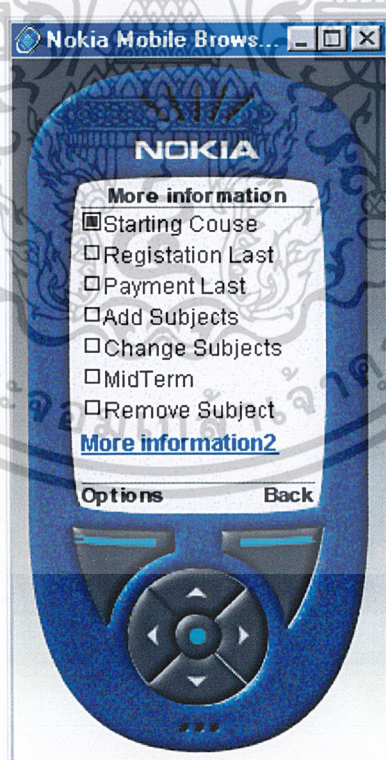 Nokia Mobile Brows...
NOKIA
More information
Starting Couse
Registation Last
Payment Last
Add Subjects
Change Subjects
MidTerm
Remove Subject
More information2
Options Back